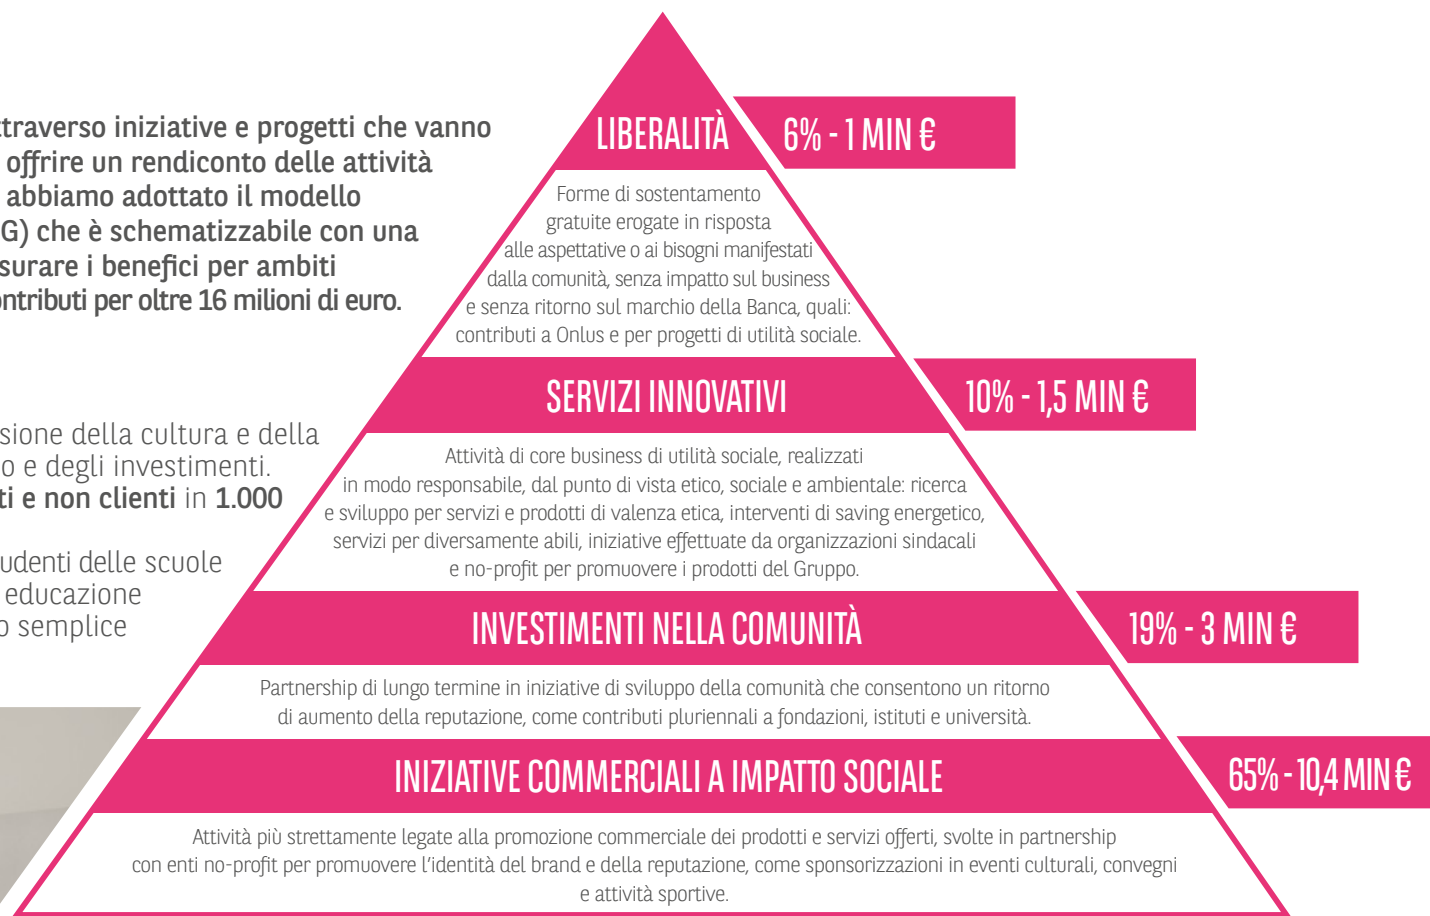 traverso iniziative e progetti che vanno
offrire un rendiconto delle attività
abbiamo adottato il modello
G) che è schematizzabile con una
surare i benefici per ambiti
ontributi per oltre 16 milioni di euro.
sione della cultura e della
o e degli investimenti.
ti e non clienti in 1.000
udenti delle scuole
educazione
o semplice
LIBERALITÀ
6% - 1 MIN €
Forme di sostentamento
gratuite erogate in risposta
alle aspettative o ai bisogni manifestati
dalla comunità, senza impatto sul business
e senza ritorno sul marchio della Banca, quali:
contributi a Onlus e per progetti di utilità sociale.
SERVIZI INNOVATIVI
10% - 1,5 MIN €
Attività di core business di utilità sociale, realizzati
in modo responsabile, dal punto di vista etico, sociale e ambientale: ricerca
e sviluppo per servizi e prodotti di valenza etica, interventi di saving energetico,
servizi per diversamente abili, iniziative effettuate da organizzazioni sindacali
e no-profit per promuovere i prodotti del Gruppo.
INVESTIMENTI NELLA COMUNITÀ
19% - 3 MIN €
Partnership di lungo termine in iniziative di sviluppo della comunità che consentono un ritorno
di aumento della reputazione, come contributi pluriennali a fondazioni, istituti e università.
INIZIATIVE COMMERCIALI A IMPATTO SOCIALE
65% - 10,4 MIN €
Attività più strettamente legate alla promozione commerciale dei prodotti e servizi offerti, svolte in partnership
con enti no-profit per promuovere l'identità del brand e della reputazione, come sponsorizzazioni in eventi culturali, convegni
e attività sportive.